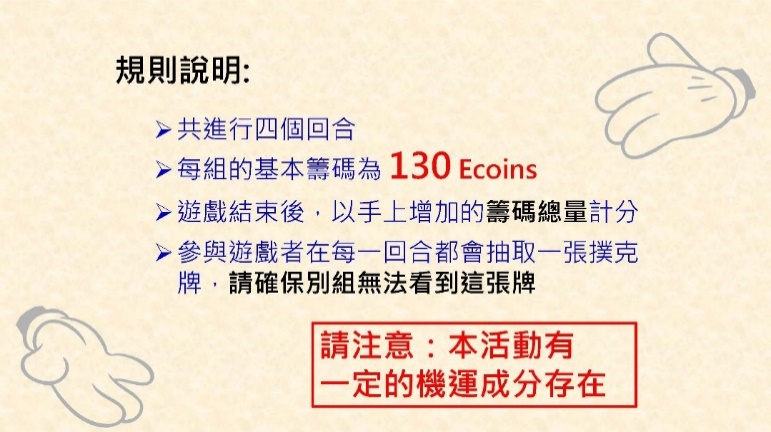 規則說明:
➢共進行四個回合
➢每組的基本籌碼為 130 Ecoins
➢遊戲結束後，以手上增加的籌碼總量計分
➢參與遊戲者在每一回合都會抽取一張撲克
牌，請確保別組無法看到這張牌
請注意：本活動有
一定的機運成分存在